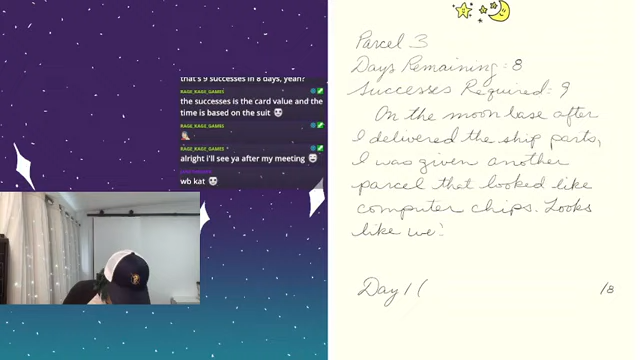 that's 9 successes in 8 days, yeah?
RAGE_KAGE_GAMES
the successes is the card value and the
time is based on the suit
RAGE_KAGE_GAMES
RAGE_KAGE_GAMES
alright i'll see ya after my meeting
wb kat
Parcel 3
Days Remaining: 8
Successes Required: 9
On the moon base after
I delivered the ship parts,
I was given another
parcel that looked like
computer chips. Looks
like we!
Day 1 (
/8